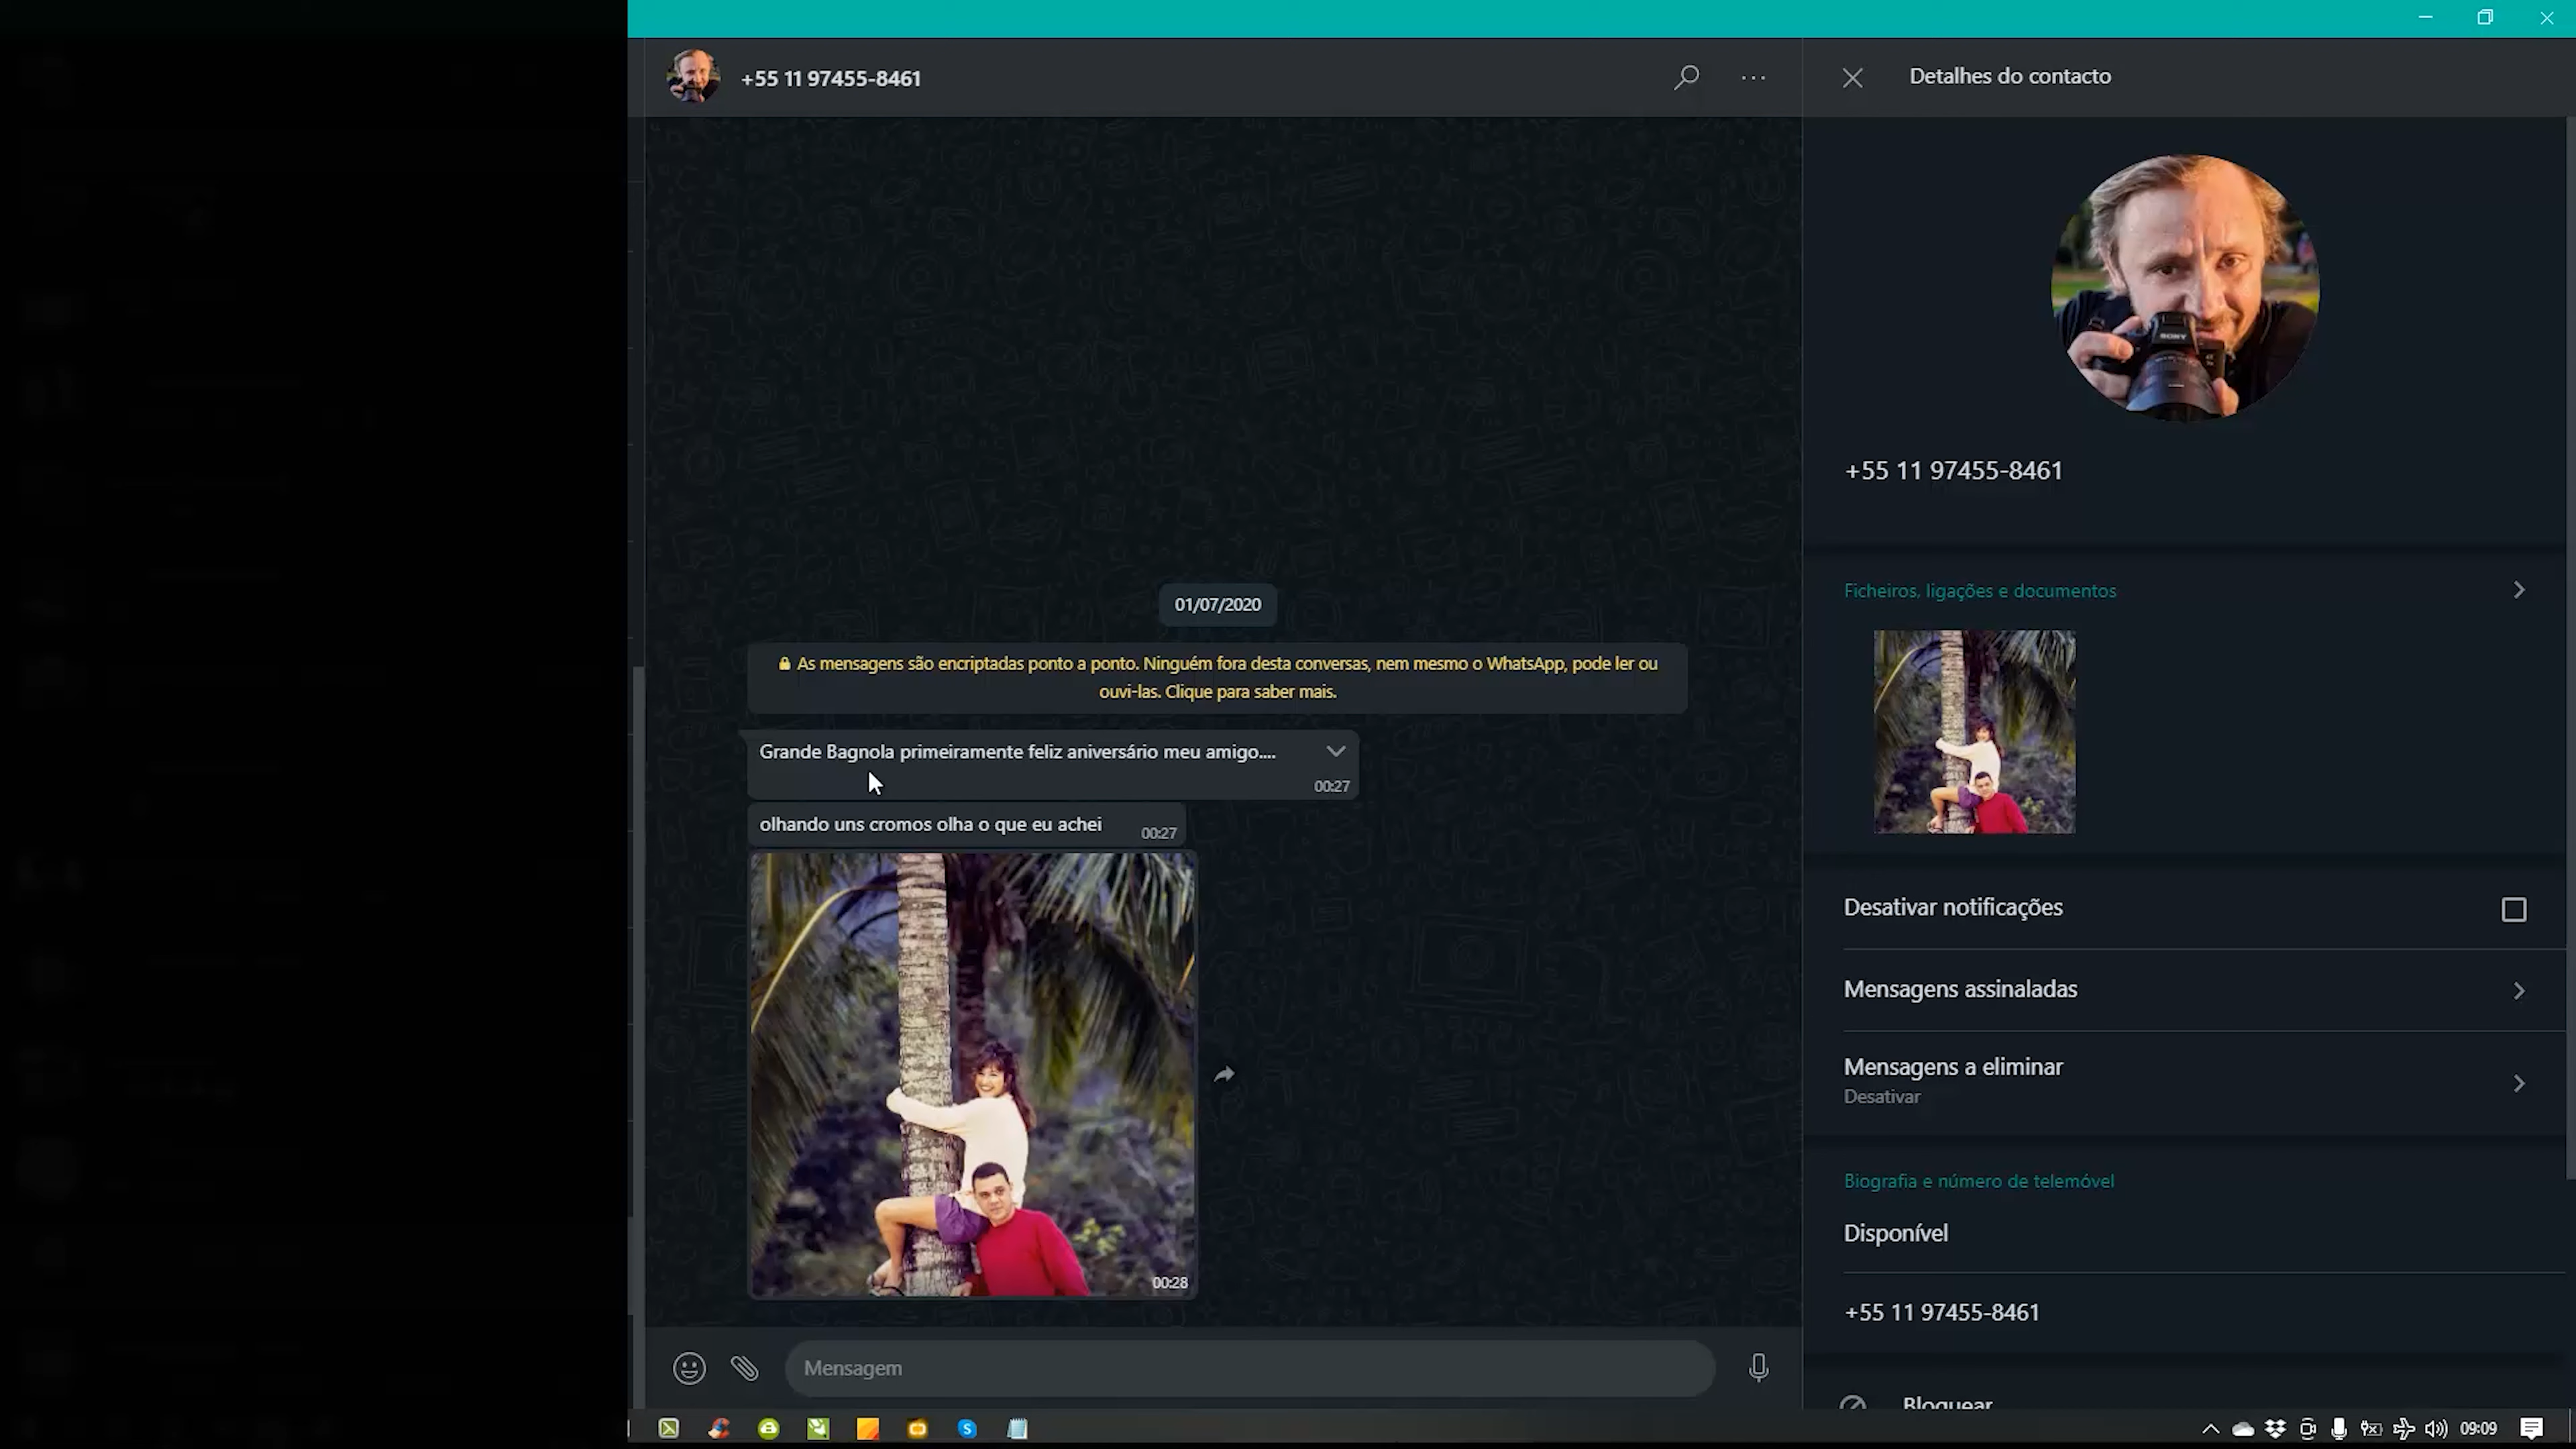 +55 11 97455-8461
Detalhes do contacto
+55 11 97455-8461
01/07/2020
As mensagens são encriptadas ponto a ponto. Ninguém fora desta conversas, nem mesmo o WhatsApp, pode ler ou
ouvi-las. Clique para saber mais.
Grande Bagnola primeiramente feliz aniversário meu amigo....
00:27
olhando uns cromos olha o que eu achei
00:27
00:28
Mensagem
SONY
Ficheiros, ligações e documentos
Desativar notificações
Mensagens assinaladas
Mensagens a eliminar
Desativar
Biografia e número de telemóvel
Disponível
+55 11 97455-8461
Bloquear
09:09